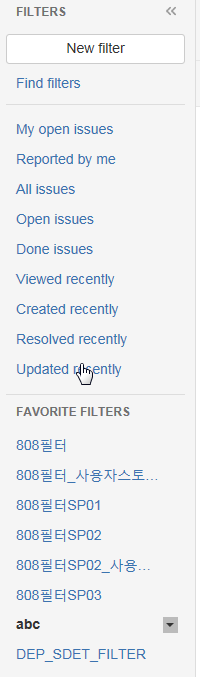 FILTERS
New filter
Find filters
My open issues
Reported by me
All issues
Open issues
Done issues
Viewed recently
Created recently
Resolved recently
Updated recently
FAVORITE FILTERS
808필터
808필터_사용자스토...
808필터SP01
808필터SP02
808필터SP02_사용...
808필터SP03
abc
DEP_SDET_FILTER